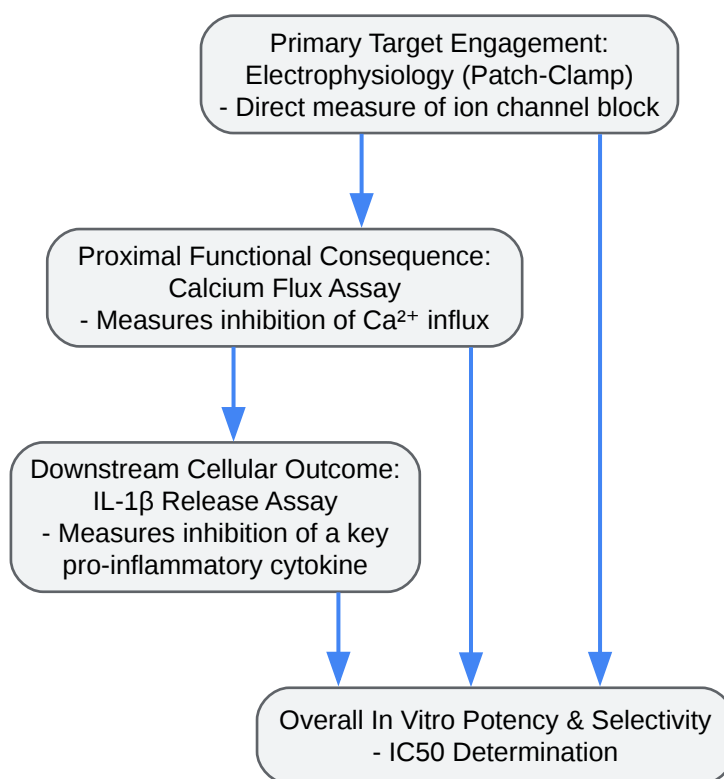 Primary Target Engagement:
Electrophysiology (Patch-Clamp)
- Direct measure of ion channel block
Proximal Functional Consequence:
Calcium Flux Assay
- Measures inhibition of Ca²⁺ influx
Downstream Cellular Outcome:
IL-1β Release Assay
- Measures inhibition of a key
pro-inflammatory cytokine
Overall In Vitro Potency & Selectivity
- IC50 Determination